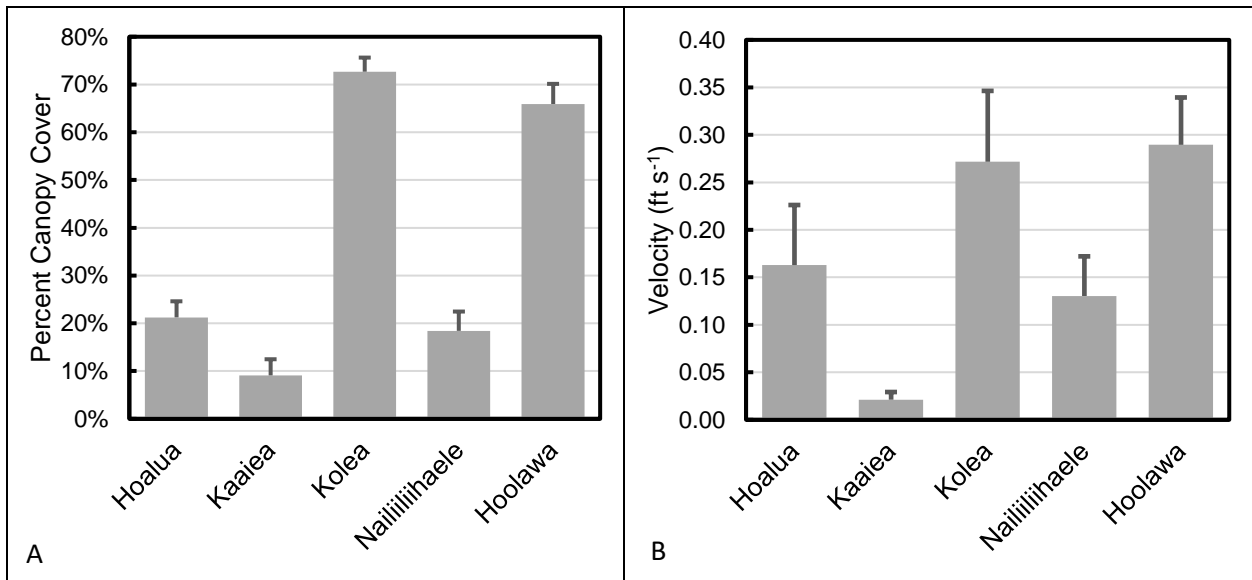 Percent Canopy Cover
80%
70%
60%
50%
40%
30%
20%
10%
0%
Hoalua
Kaaiea
Kolea
Nailiiliihaele
Hoolawa
A
Velocity (ft s-1)
0.40
0.35
0.30
0.25
0.20
0.15
0.10
0.05
0.00
Hoalua
Kaaiea
Kolea
Nailiiliihaele
Hoolawa
B